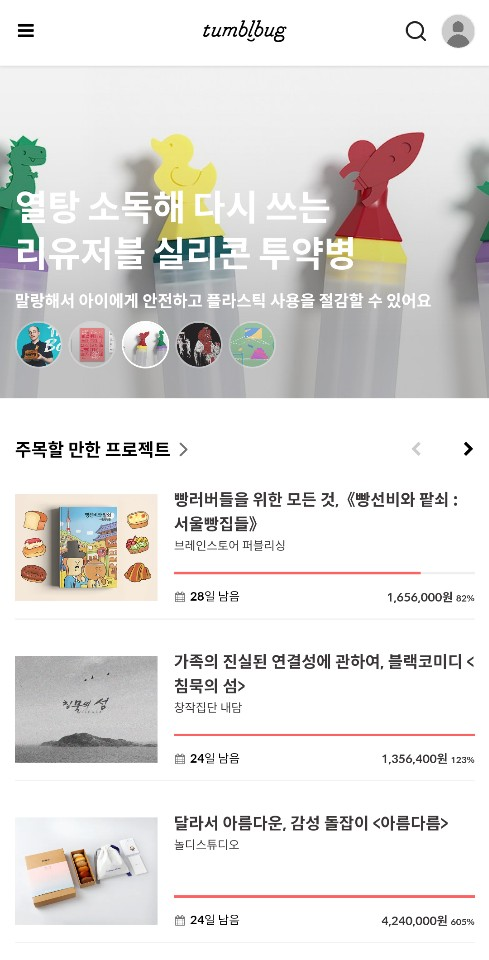 tumblbug
열탕 소독해 다시 쓰는
리유저블 실리콘 투약병
말랑해서 아이에게 안전하고 플라스틱 사용을 절감할 수 있어요
주목할 만한 프로젝트
빵러버들을 위한 모든 것,《빵선비와 팥쇠 :
서울빵집들》
브레인스토어 퍼블리싱
빵선비와 팥쇠
28일 남음
1,656,000원 82%
가족의 진실된 연결성에 관하여, 블랙코미디 <
침묵의 섬>
창작집단 내담
침묵의 섬
24일 남음
1,356,400원 123%
달라서 아름다운, 감성 돌잡이 <아름다름>
놀디스튜디오
24일 남음
4,240,000원 605%